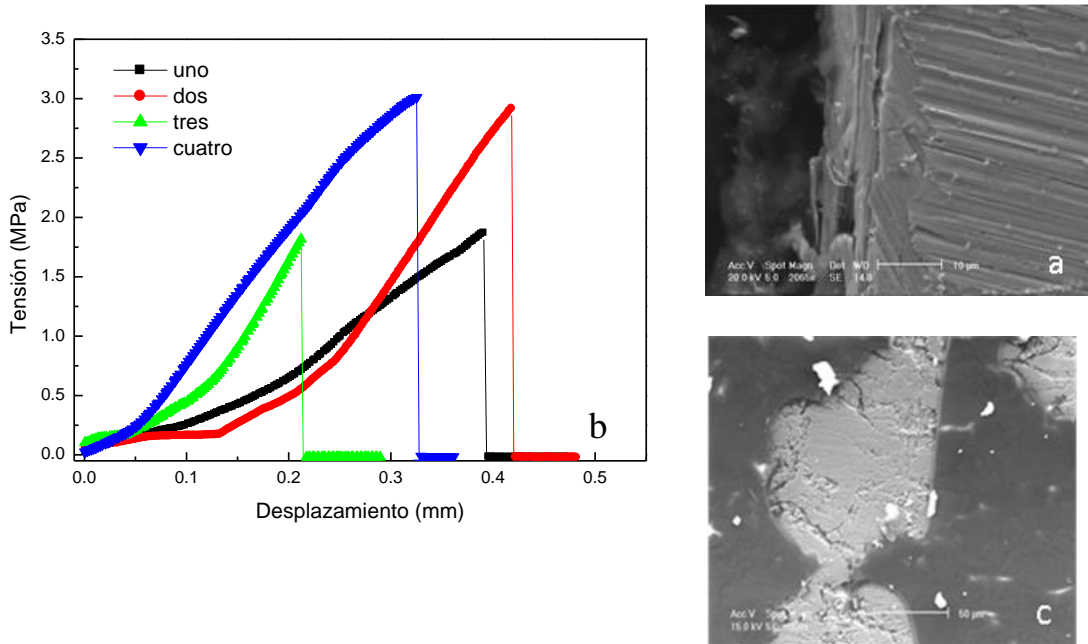 3.5
3.0
2.5
2.0
1.5
1.0
0.5
0.0
Tensión (MPa)
uno
dos
tres
cuatro
b
0.0 0.1 0.2 0.3 0.4 0.5
Desplazamiento (mm)
Acc.V Spot Magn Det WD 10 µm
20.0 kV 5.0 2065x SE 14.8
a
Acc.V Spot Magn 50 µm
15.0 kV 5.0
c